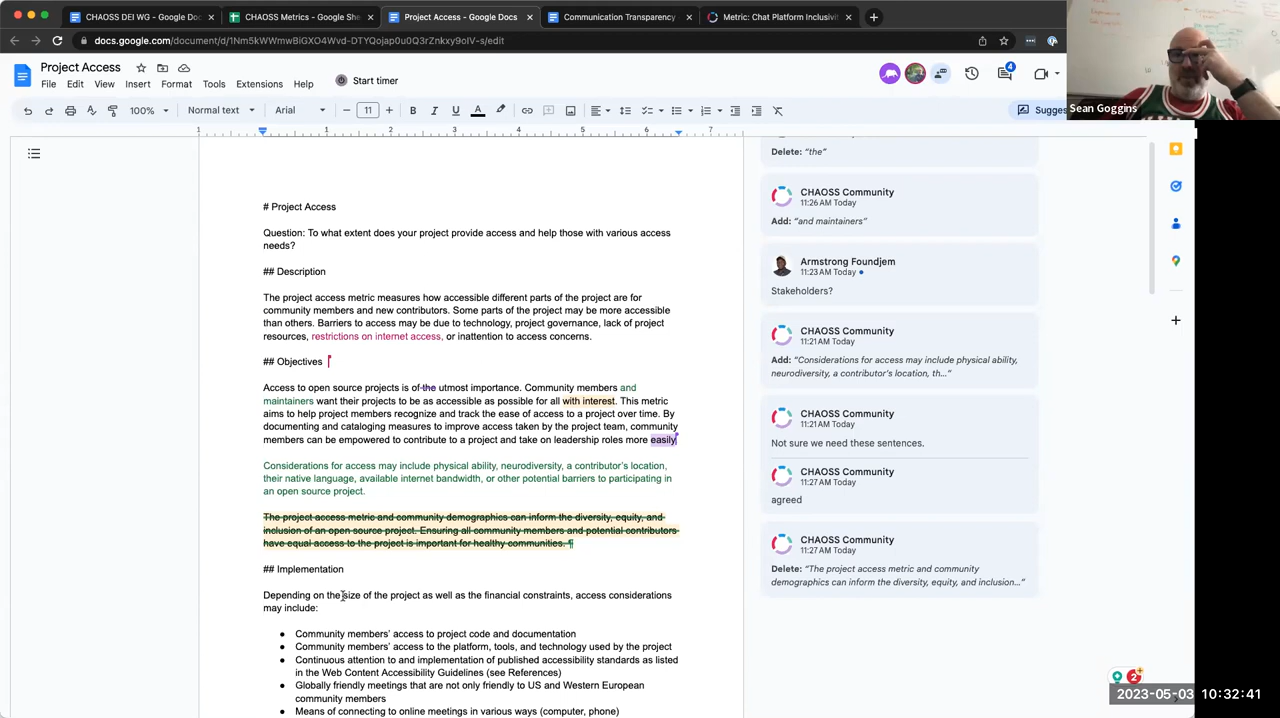 CHAOSS DEI WG - Google Doc
CHAOSS Metrics - Google She
Project Access - Google Docs
Communication Transparency
Metric: Chat Platform Inclusivit
docs.google.com/document/d/1Nm5kWWmwBiGXO4Wvd-DTYQojap0u0Q3rZnkxy9oIV-s/edit
Project Access
File Edit View Insert Format Tools Extensions Help
Start timer
4
100%
Normal text
Arial
11
Sugges
Sean Goggins
1 1 2 3 4 5 6 7
# Project Access
Question: To what extent does your project provide access and help those with various access
needs?
## Description
The project access metric measures how accessible different parts of the project are for
community members and new contributors. Some parts of the project may be more accessible
than others. Barriers to access may be due to technology, project governance, lack of project
resources, restrictions on internet access, or inattention to access concerns.
## Objectives
Access to open source projects is of the utmost importance. Community members and
maintainers want their projects to be as accessible as possible for all with interest. This metric
aims to help project members recognize and track the ease of access to a project over time. By
documenting and cataloging measures to improve access taken by the project team, community
members can be empowered to contribute to a project and take on leadership roles more easily
Considerations for access may include physical ability, neurodiversity, a contributor's location,
their native language, available internet bandwidth, or other potential barriers to participating in
an open source project.
The project access metric and community demographics can inform the diversity, equity, and
inclusion of an open source project. Ensuring all community members and potential contributors
have equal access to the project is important for healthy communities. ¶
## Implementation
Depending on the size of the project as well as the financial constraints, access considerations
may include:
● Community members' access to project code and documentation
● Community members' access to the platform, tools, and technology used by the project
● Continuous attention to and implementation of published accessibility standards as listed
in the Web Content Accessibility Guidelines (see References)
● Globally friendly meetings that are not only friendly to US and Western European
community members
● Means of connecting to online meetings in various ways (computer, phone)
Delete: "the"
CHAOSS Community
11:26 AM Today
Add: "and maintainers"
Armstrong Foundjem
11:23 AM Today
Stakeholders?
CHAOSS Community
11:21 AM Today
Add: "Considerations for access may include physical ability,
neurodiversity, a contributor's location, th..."
CHAOSS Community
11:21 AM Today
Not sure we need these sentences.
CHAOSS Community
11:27 AM Today
agreed
CHAOSS Community
11:27 AM Today
Delete: "The project access metric and community
demographics can inform the diversity, equity, and inclusion..."
2
2023-05-03 10:32:41